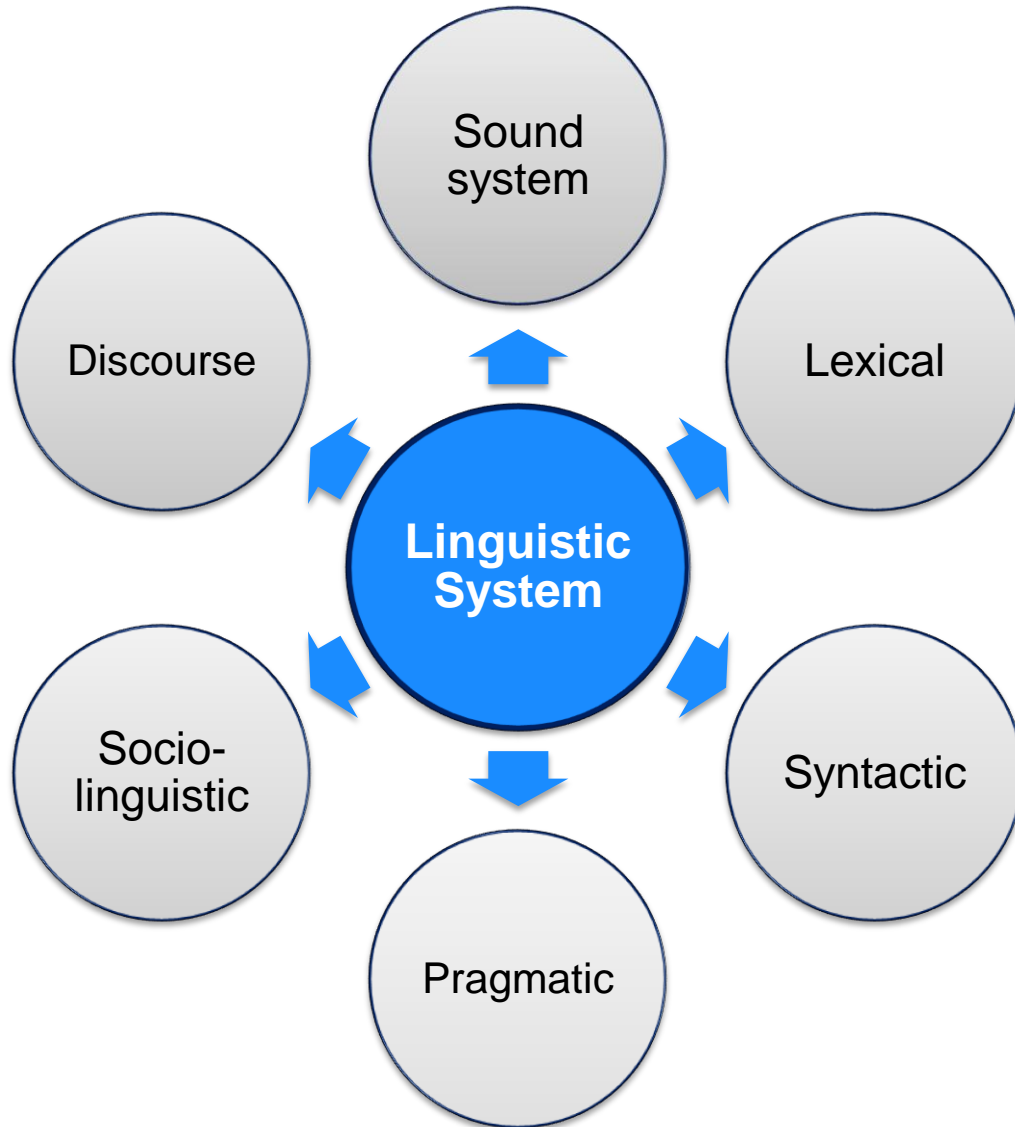 Sound
system
Discourse
Lexical
Linguistic
System
Socio-
linguistic
Syntactic
Pragmatic